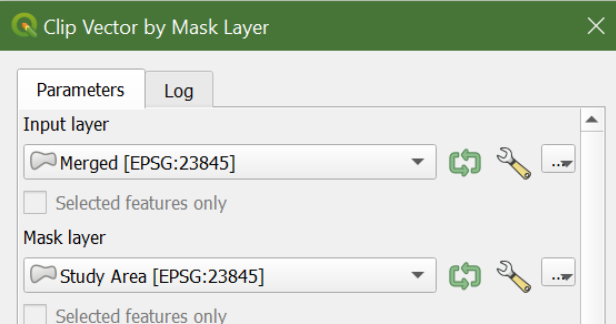 Clip Vector by Mask Layer
Parameters
Log
Input layer
Merged [EPSG:23845]
Selected features only
Mask layer
Study Area [EPSG:23845]
Selected features only